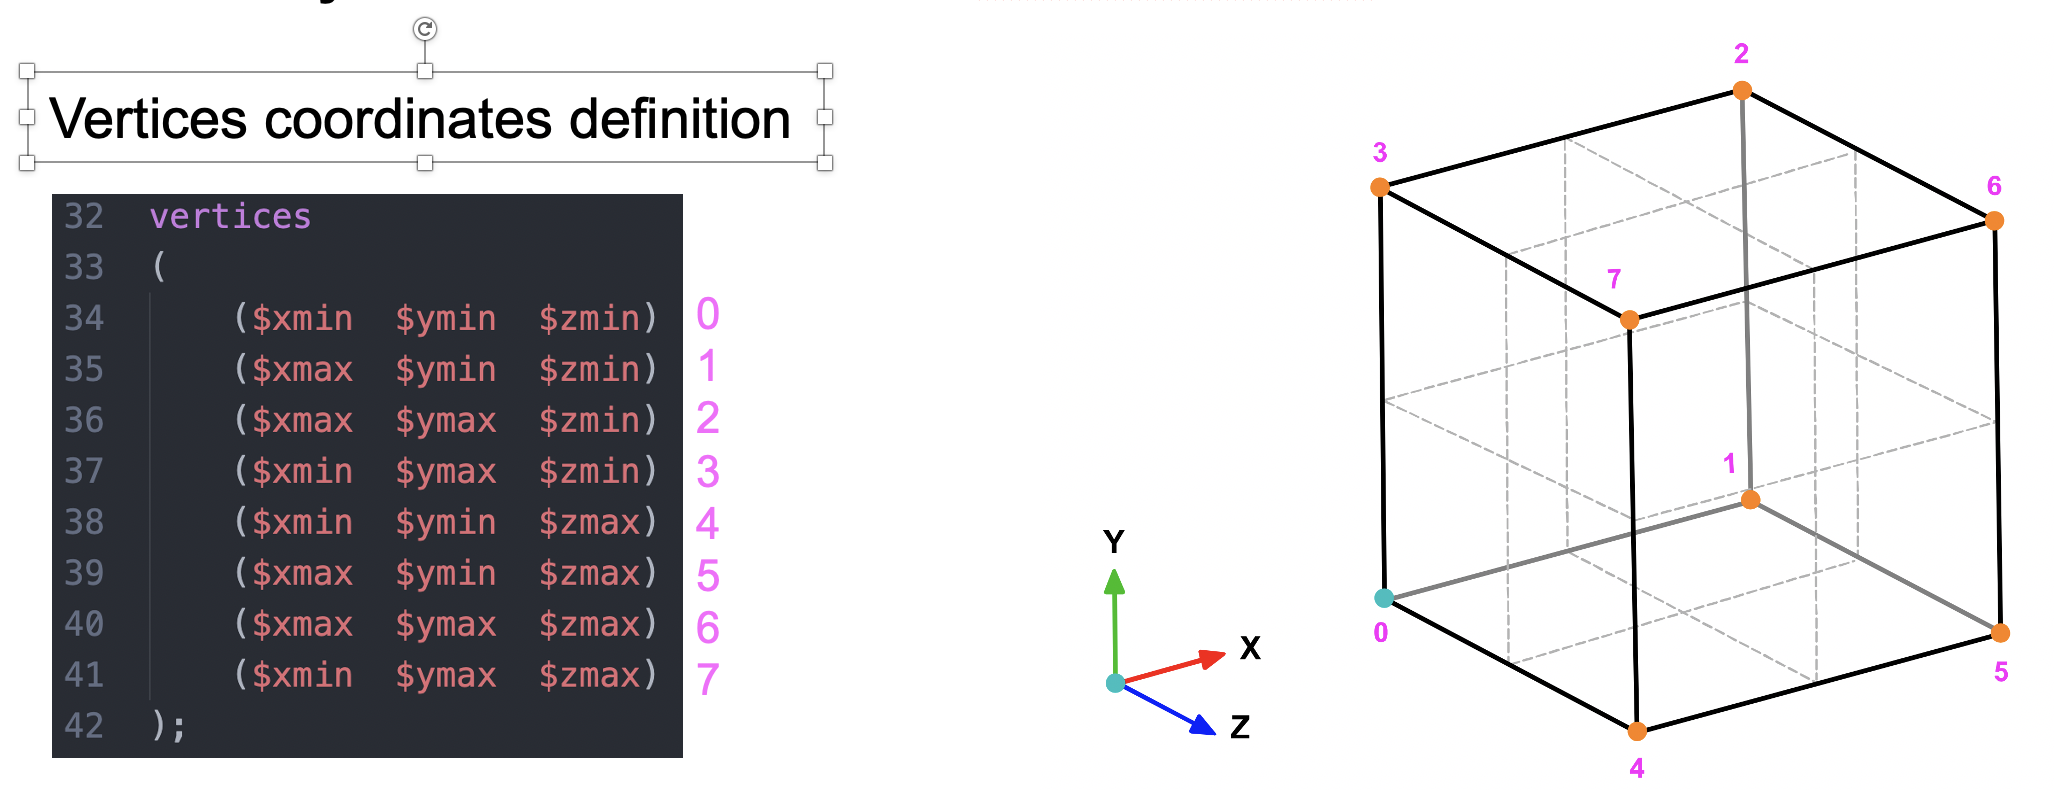 Vertices coordinates definition
32 vertices
33 (
34 ($xmin $ymin $zmin) 0
35 ($xmax $ymin $zmin) 1
36 ($xmax $ymax $zmin) 2
37 ($xmin $ymax $zmin) 3
38 ($xmin $ymin $zmax) 4
39 ($xmax $ymin $zmax) 5
40 ($xmax $ymax $zmax) 6
41 ($xmin $ymax $zmax) 7
42 );
Y
X
Z
2
3
6
7
1
0
5
4